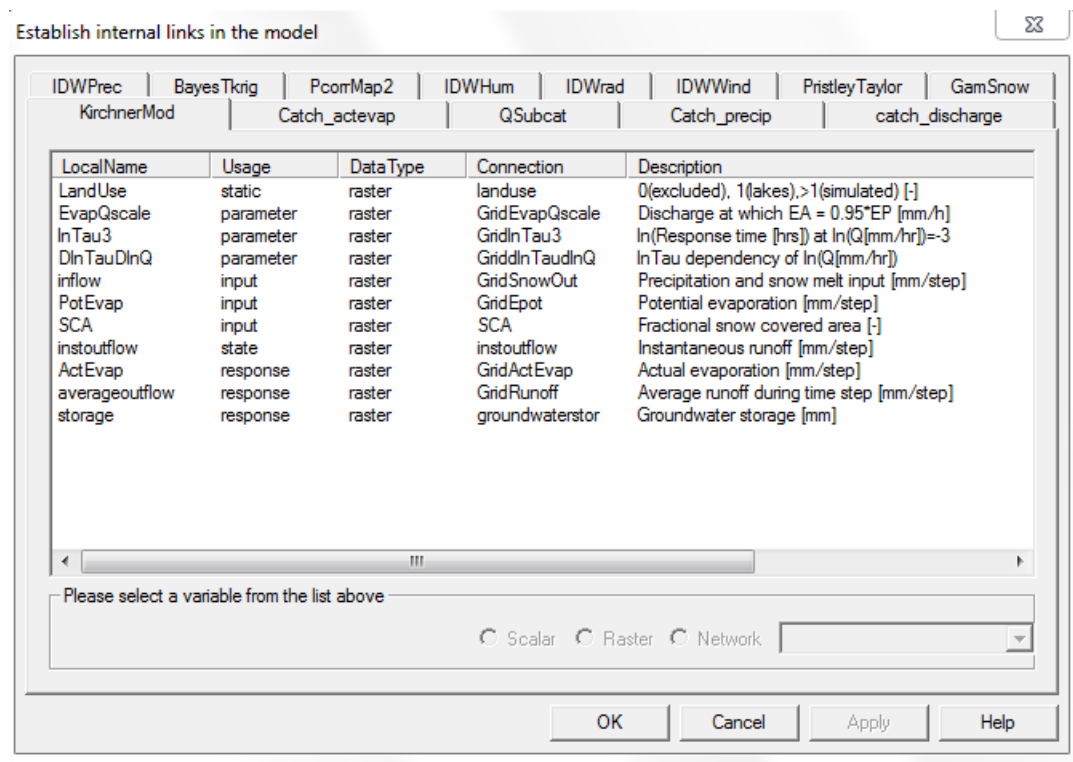 Establish internal links in the model
IDWPrec BayesTkrig PcorrMap2 IDWHum IDWrad IDWWind PristleyTaylor GamSnow
KirchnerMod Catch_actevap QSubcat Catch_precip catch_discharge
LocalName Usage DataType Connection Description
LandUse static raster landuse 0(excluded), 1(lakes),>1(simulated) [-]
EvapQscale parameter raster GridEvapQscale Discharge at which EA = 0.95*EP [mm/h]
lnTau3 parameter raster GridlnTau3 ln(Response time [hrs]) at ln(Q[mm/hr])=-3
DlnTauDlnQ parameter raster GriddlnTaudlnQ lnTau dependency of ln(Q[mm/hr])
inflow input raster GridSnowOut Precipitation and snow melt input [mm/step]
PotEvap input raster GridEpot Potential evaporation [mm/step]
SCA input raster SCA Fractional snow covered area [-]
instoutflow state raster instoutflow Instantaneous runoff [mm/step]
ActEvap response raster GridActEvap Actual evaporation [mm/step]
averageoutflow response raster GridRunoff Average runoff during time step [mm/step]
storage response raster groundwaterstor Groundwater storage [mm]
Please select a variable from the list above
Scalar Raster Network
OK Cancel Apply Help